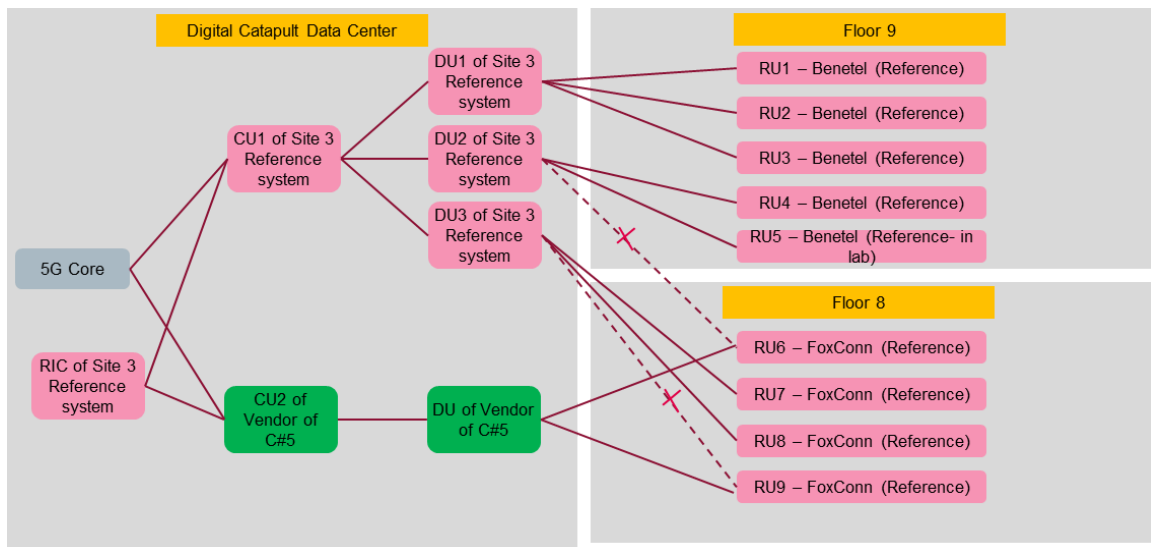 Digital Catapult Data Center
Floor 9
DU1 of Site 3
Reference
system
RU1 – Benetel (Reference)
RU2 – Benetel (Reference)
CU1 of Site 3
Reference
system
DU2 of Site 3
Reference
system
RU3 – Benetel (Reference)
RU4 – Benetel (Reference)
DU3 of Site 3
Reference
system
RU5 – Benetel (Reference- in
lab)
5G Core
Floor 8
RIC of Site 3
Reference
system
RU6 – FoxConn (Reference)
RU7 – FoxConn (Reference)
CU2 of
Vendor of
C#5
DU of Vendor
of C#5
RU8 – FoxConn (Reference)
RU9 – FoxConn (Reference)